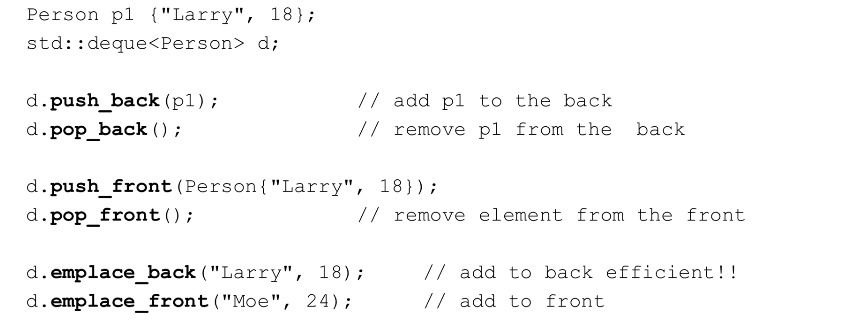 Person p1 {"Larry", 18};
std::deque<Person> d;
d.push_back(p1); // add p1 to the back
d.pop_back(); // remove p1 from the  back
d.push_front(Person{"Larry", 18});
d.pop_front(); // remove element from the front
d.emplace_back("Larry", 18); // add to back efficient!!
d.emplace_front("Moe", 24); // add to front